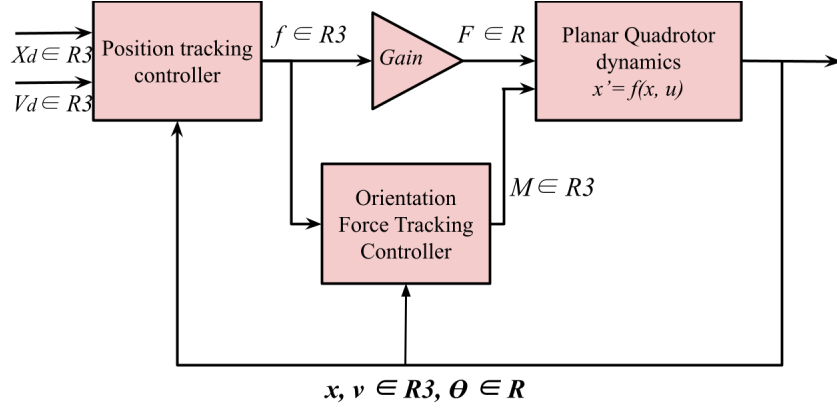 Xd ∈ R3
Vd ∈ R3
Position tracking
controller
f ∈ R3
Gain
F ∈ R
Planar Quadrotor
dynamics
x’= f(x, u)
Orientation
Force Tracking
Controller
M ∈ R3
x, v ∈ R3, Θ ∈ R